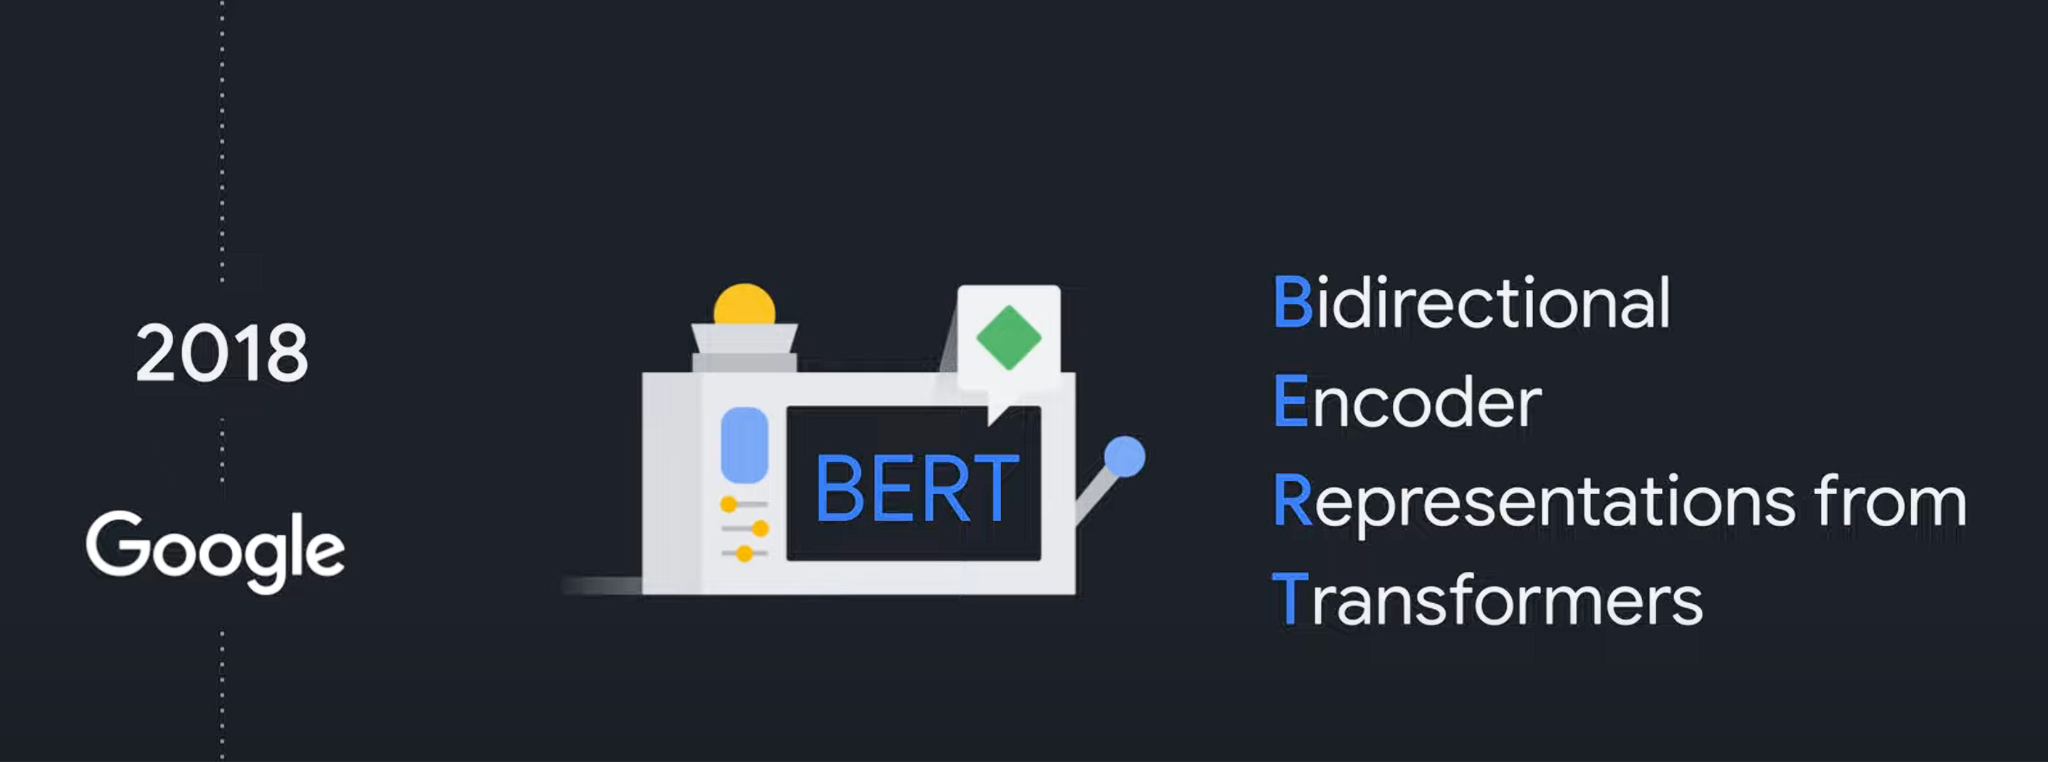 2018
Google
BERT
Bidirectional
Encoder
Representations from
Transformers